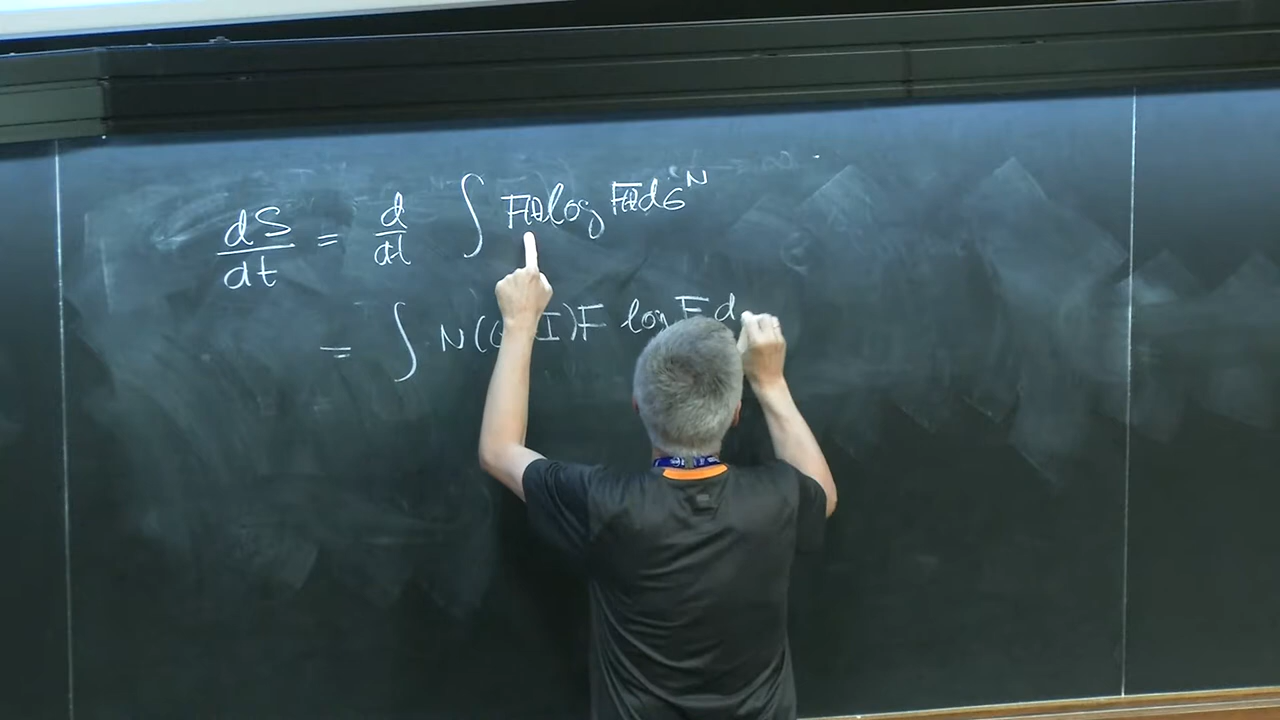 dS/dt = d/dt ∫ F log F dσ^N
= ∫ N(Q-I)F log F d